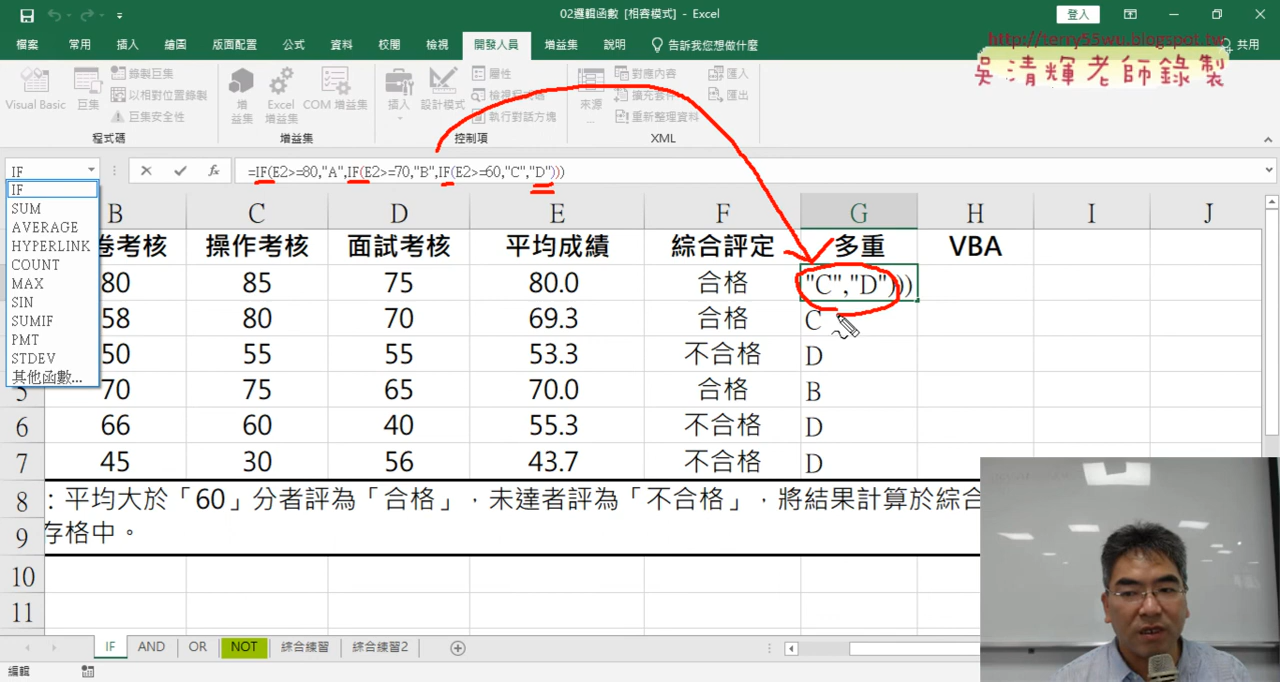 02邏輯函數 [相容模式] - Excel
登入
檔案 常用 插入 繪圖 版面配置 公式 資料 校閱 檢視 開發人員 增益集 說明 告訴我您想做什麼 共用
http://terry55wu.blogspot.tw
吳清輝老師錄製
Visual Basic 巨集 錄製巨集 以相對位置錄製 巨集安全性
增益集 Excel 增益集 COM 增益集
插入 設計模式 屬性 執行對話方塊
來源 對應內容 重新整理資料 匯入 匯出
程式碼 增益集 控制項 XML
IF
=IF(E2>=80,"A",IF(E2>=70,"B",IF(E2>=60,"C","D")))
IF
SUM
AVERAGE
HYPERLINK
COUNT
MAX
SIN
SUMIF
PMT
STDEV
其他函數...
B C D E F G H I J
卷考核 操作考核 面試考核 平均成績 綜合評定 多重 VBA
80 85 75 80.0 合格 "C","D")))
58 80 70 69.3 合格 C
50 55 55 53.3 不合格 D
5 70 75 65 70.0 合格 B
6 66 60 40 55.3 不合格 D
7 45 30 56 43.7 不合格 D
8 :平均大於「60」分者評為「合格」，未達者評為「不合格」，將結果計算於綜合
9 存格中。
10
11
IF AND OR NOT 綜合練習 綜合練習2
編輯